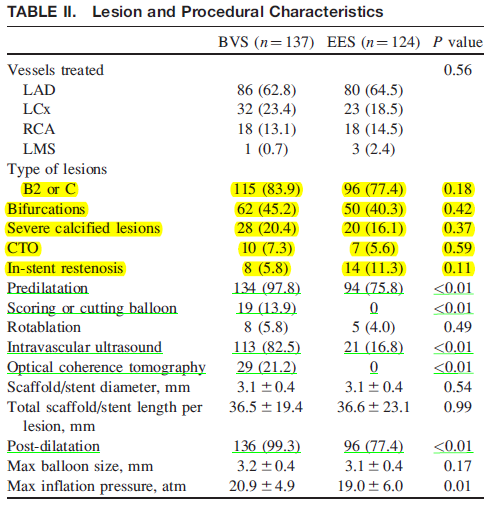 TABLE II. Lesion and Procedural Characteristics
BVS (n=137) EES (n=124) P value
Vessels treated 0.56
LAD 86 (62.8) 80 (64.5)
LCx 32 (23.4) 23 (18.5)
RCA 18 (13.1) 18 (14.5)
LMS 1 (0.7) 3 (2.4)
Type of lesions
B2 or C 115 (83.9) 96 (77.4) 0.18
Bifurcations 62 (45.2) 50 (40.3) 0.42
Severe calcified lesions 28 (20.4) 20 (16.1) 0.37
CTO 10 (7.3) 7 (5.6) 0.59
In-stent restenosis 8 (5.8) 14 (11.3) 0.11
Predilatation 134 (97.8) 94 (75.8) <0.01
Scoring or cutting balloon 19 (13.9) 0 <0.01
Rotablation 8 (5.8) 5 (4.0) 0.49
Intravascular ultrasound 113 (82.5) 21 (16.8) <0.01
Optical coherence tomography 29 (21.2) 0 <0.01
Scaffold/stent diameter, mm 3.1 ± 0.4 3.1 ± 0.4 0.54
Total scaffold/stent length per 36.5 ± 19.4 36.6 ± 23.1 0.99
lesion, mm
Post-dilatation 136 (99.3) 96 (77.4) <0.01
Max balloon size, mm 3.2 ± 0.4 3.1 ± 0.4 0.17
Max inflation pressure, atm 20.9 ± 4.9 19.0 ± 6.0 0.01